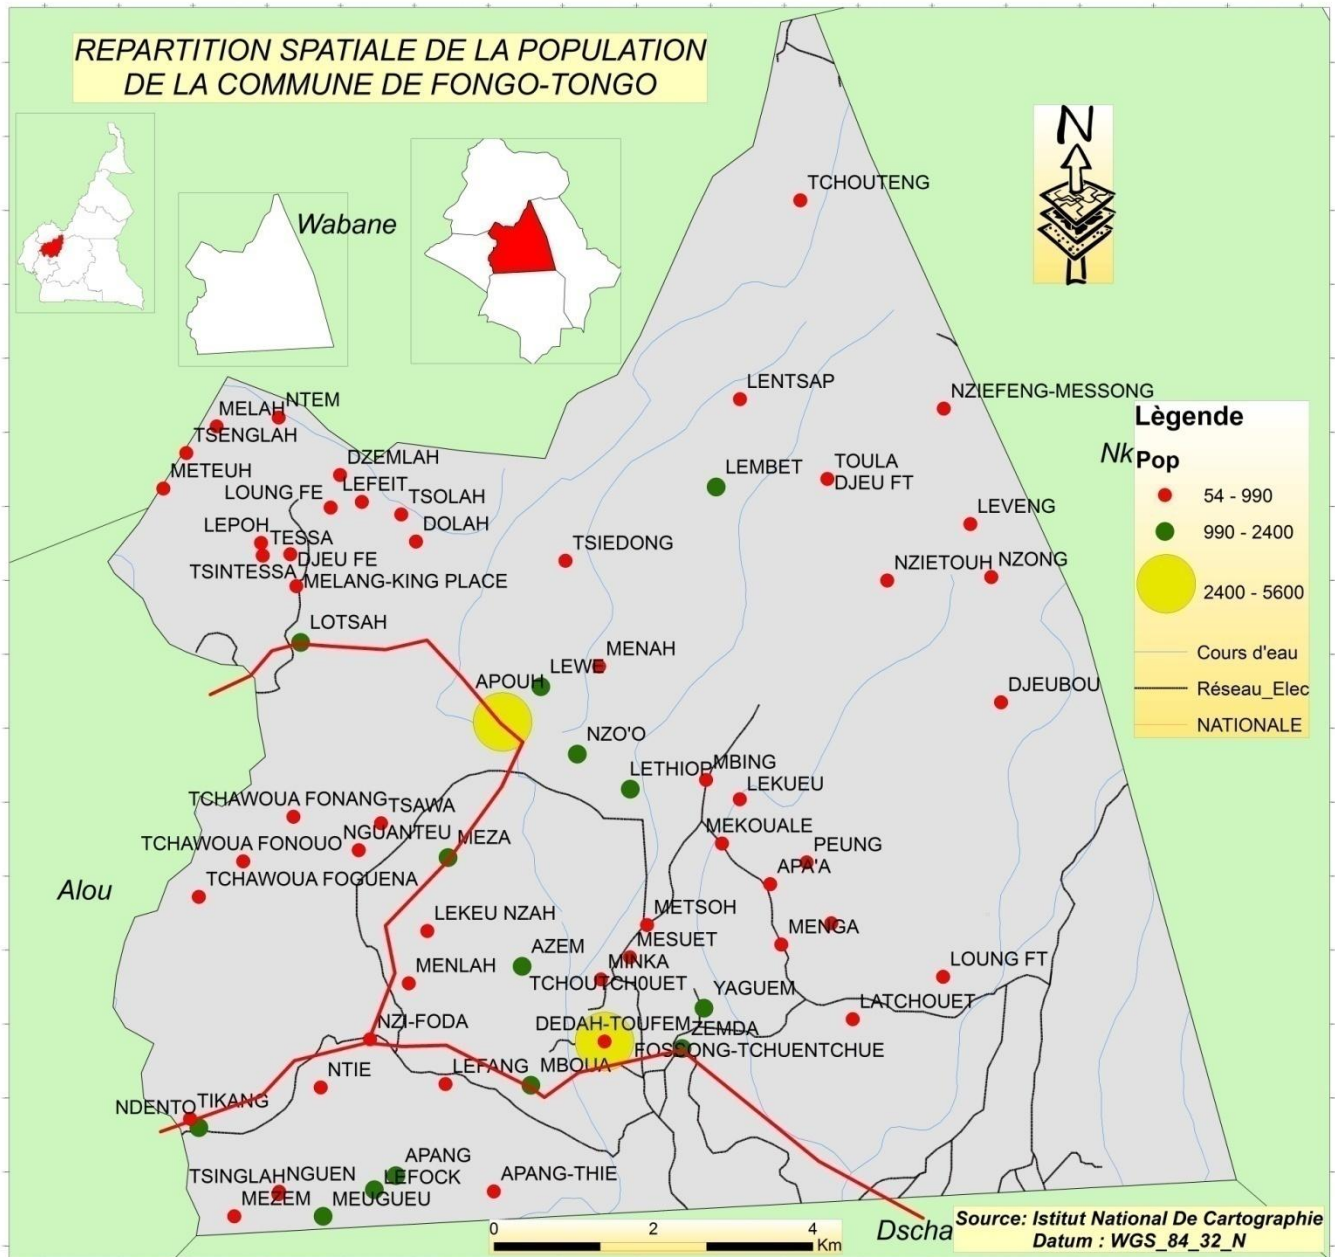 REPARTITION SPATIALE DE LA POPULATION
DE LA COMMUNE DE FONGO-TONGO
N
Wabane
TCHOUTENG
LENTSAP
NZIEFENG-MESSONG
MELAH
NTEM
TSENGLAH
METEUH
DZEMLAH
LOUNG FE
LEFEIT
TSOLAH
LEPOH
TESSA
DOLAH
TSINTESSA
DJEU FE
MELANG-KING PLACE
LEMBET
TOULA
DJEU FT
LEVENG
TSIEDONG
NZIETOUH
NZONG
Nk
Lègende
Pop
54 - 990
990 - 2400
2400 - 5600
Cours d'eau
Réseau_Elec
NATIONALE
LOTSAH
MENAH
LEWE
APOUH
DJEUBOU
NZO'O
LETHIOP
MBING
LEKUEU
TCHAWOUA FONANG
TSAWA
TCHAWOUA FONOUO
NGUANTEU
MEZA
MEKOUALE
PEUNG
APA'A
TCHAWOUA FOGUENA
Alou
LEKEU NZAH
METSOH
MENGA
AZEM
MESUET
MENLAH
MINKA
TCHOUTCH0UET
YAGUEM
LOUNG FT
LATCHOUET
NZI-FODA
DEDAH-TOUFEM
ZEMDA
FOSSONG-TCHUENTCHUE
NTIE
LEFANG
MBOUA
NDENTO
TIKANG
APANG
TSINGLAH
NGUEN
LEFOCK
APANG-THIE
MEZEM
MEUGUEU
0 2 4
Km
Dscha
Source: Istitut National De Cartographie
Datum : WGS_84_32_N